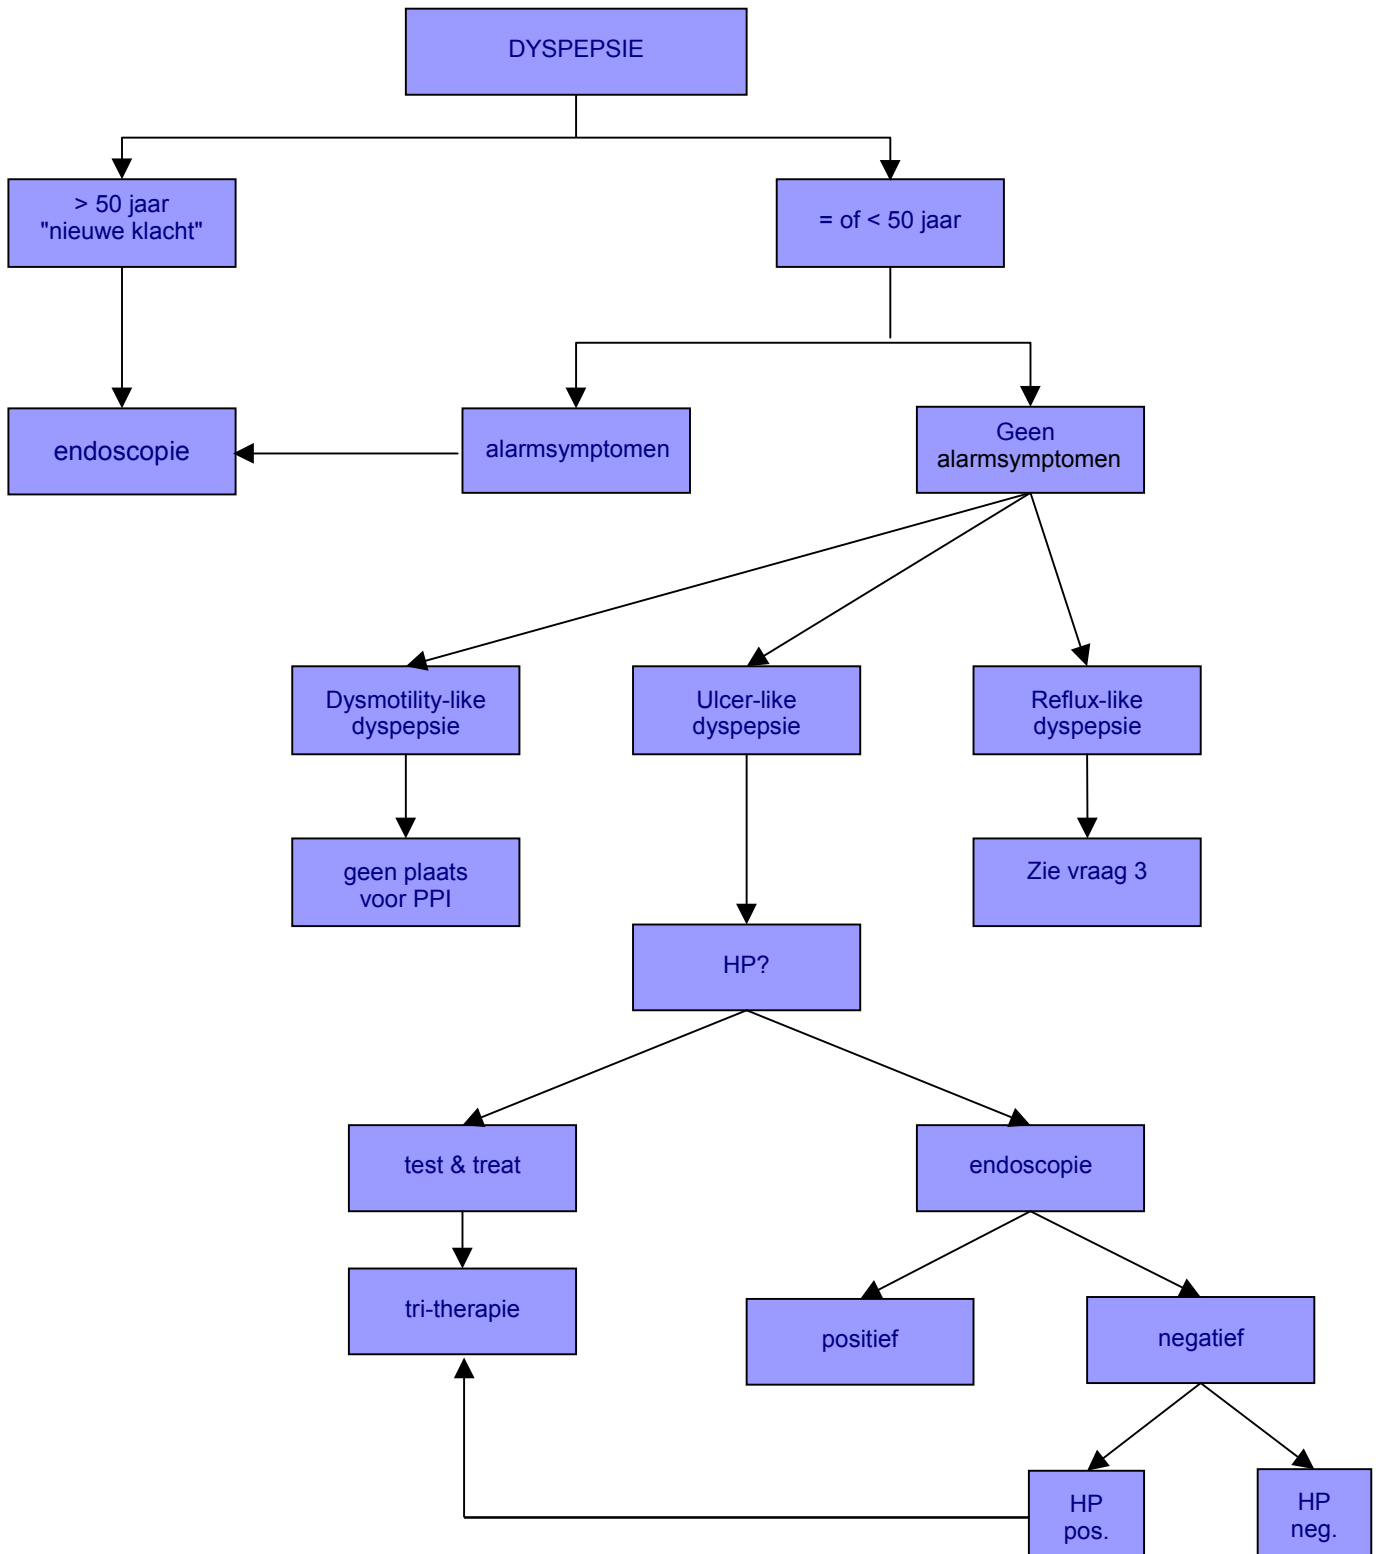 DYSPEPSIE
> 50 jaar
"nieuwe klacht"
= of < 50 jaar
endoscopie
alarmsymptomen
Geen
alarmsymptomen
Dysmotility-like
dyspepsie
Ulcer-like
dyspepsie
Reflux-like
dyspepsie
geen plaats
voor PPI
Zie vraag 3
HP?
test & treat
endoscopie
tri-therapie
positief
negatief
HP
pos.
HP
neg.